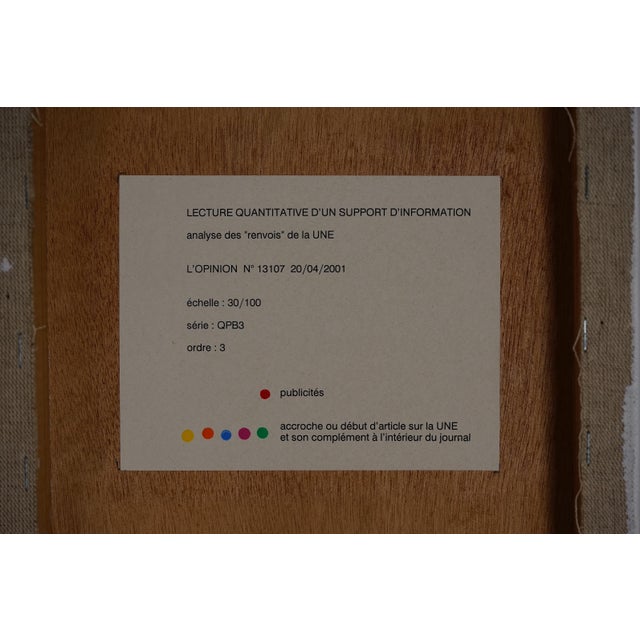 LECTURE QUANTITATIVE D'UN SUPPORT D'INFORMATION
analyse des "renvois" de la UNE
L'OPINION N° 13107 20/04/2001
échelle : 30/100
série : QPB3
ordre : 3
publicités
accroche ou début d'article sur la UNE
et son complément à l'intérieur du journal